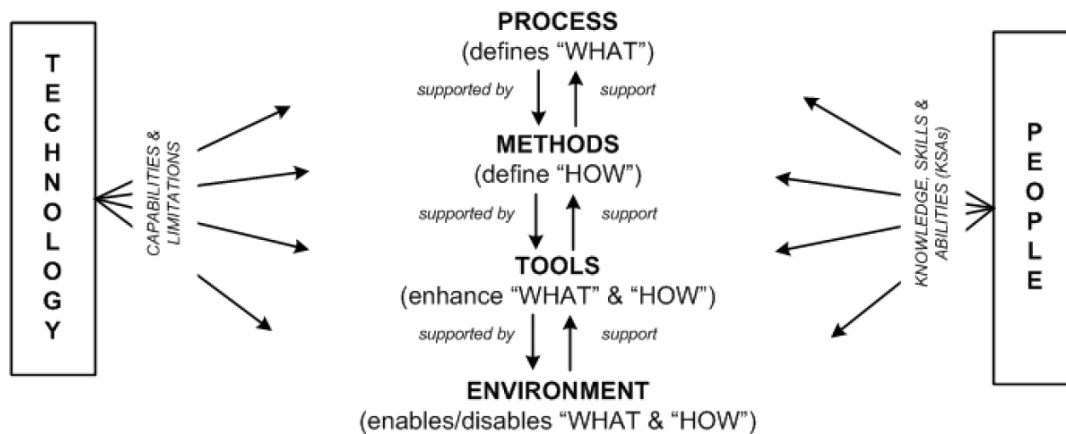 TECHNOLOGY
CAPABILITIES &
LIMITATIONS
PROCESS
(defines “WHAT”)
supported by
support
METHODS
(define “HOW”)
supported by
support
TOOLS
(enhance “WHAT” & “HOW”)
supported by
support
ENVIRONMENT
(enables/disables “WHAT & “HOW”)
KNOWLEDGE, SKILLS &
ABILITIES (KSAs)
PEOPLE